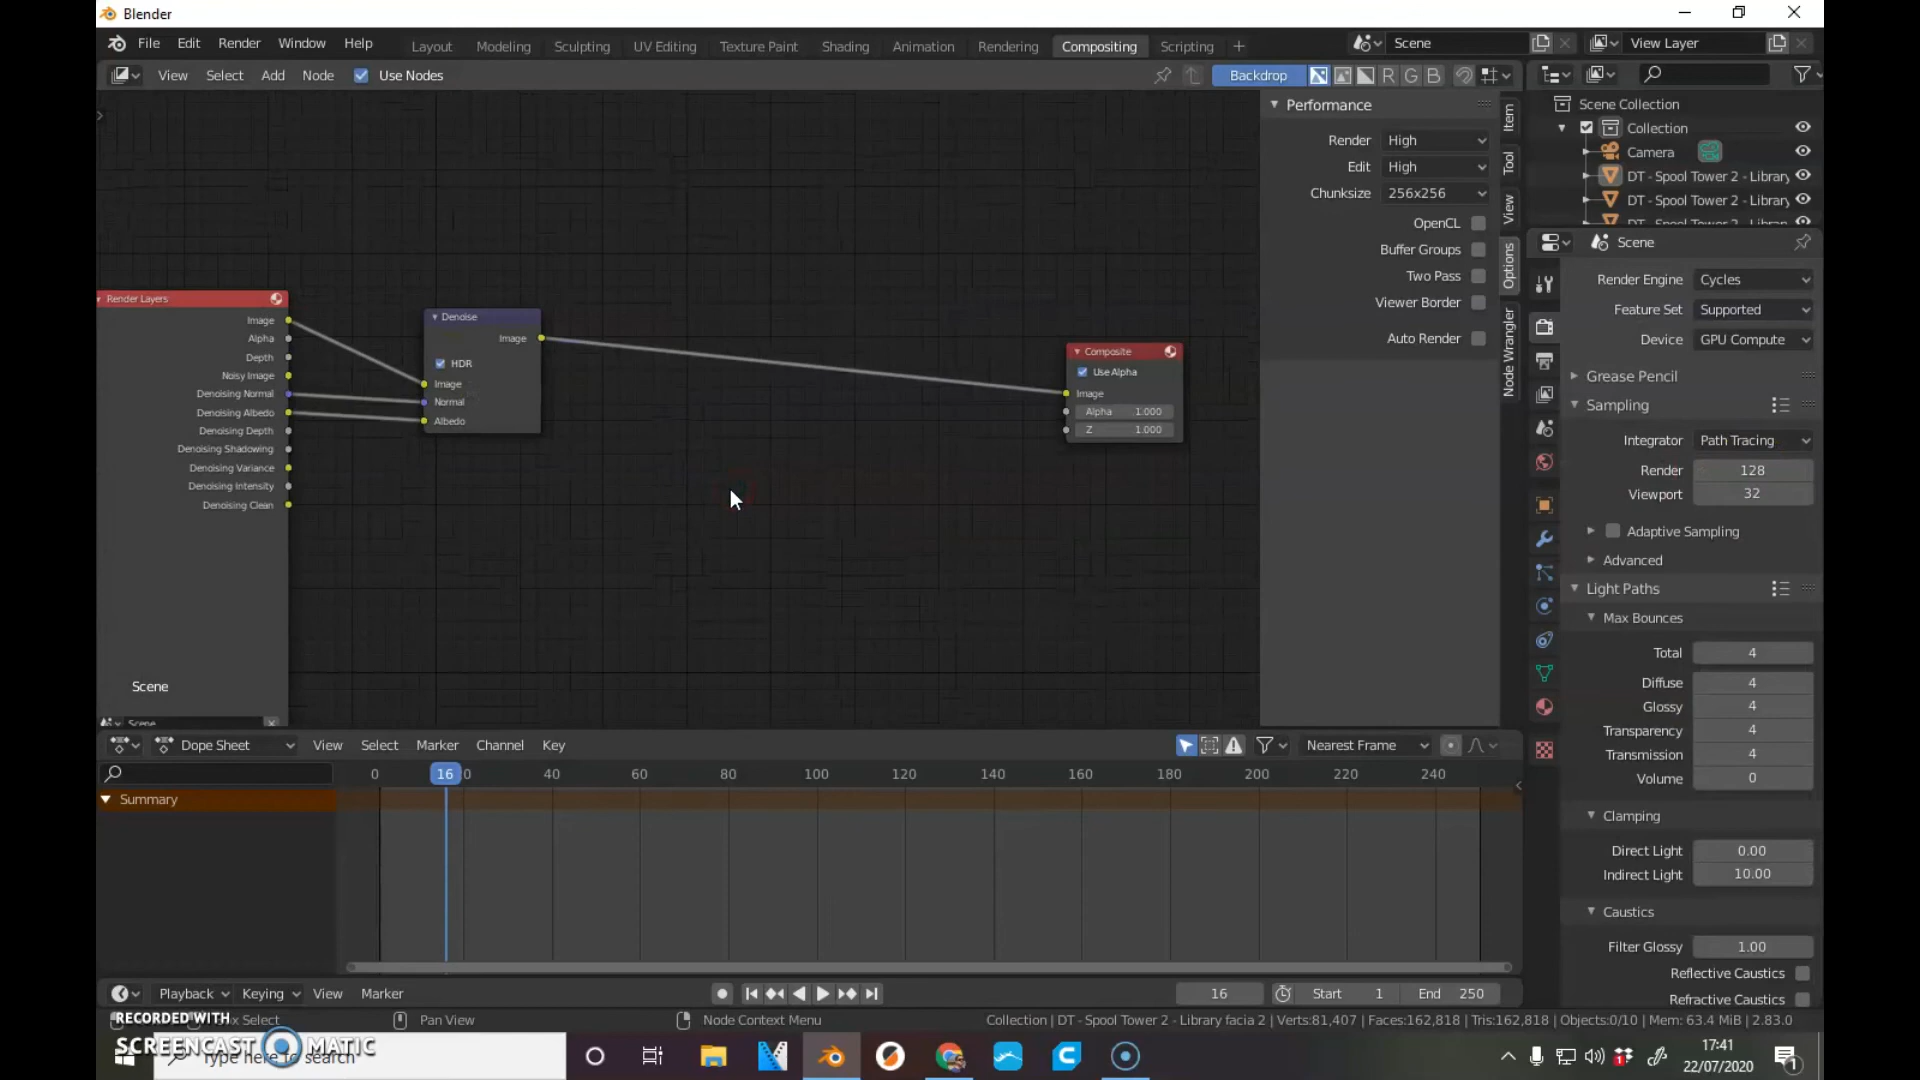 Blender
File Edit Render Window Help Layout Modeling Sculpting UV Editing Texture Paint Shading Animation Rendering Compositing Scripting + Scene View Layer
View Select Add Node Use Nodes Backdrop R G B
Performance
Render High
Edit High
Chunksize 256x256
OpenCL
Buffer Groups
Two Pass
Viewer Border
Auto Render
Item
Tool
View
Options
Node Wrangler
Render Layers
Image
Alpha
Depth
Noisy Image
Denoising Normal
Denoising Albedo
Denoising Depth
Denoising Shadowing
Denoising Variance
Denoising Intensity
Denoising Clean
Scene
Scene
Denoise
Image
HDR
Image
Normal
Albedo
Composite
Use Alpha
Image
Alpha 1.000
Z 1.000
Scene Collection
Collection
Camera
DT - Spool Tower 2 - Library
DT - Spool Tower 2 - Library
DT - Spool Tower 2 - Library
Scene
Render Engine Cycles
Feature Set Supported
Device GPU Compute
Grease Pencil
Sampling
Integrator Path Tracing
Render 128
Viewport 32
Adaptive Sampling
Advanced
Light Paths
Max Bounces
Total 4
Diffuse 4
Glossy 4
Transparency 4
Transmission 4
Volume 0
Clamping
Direct Light 0.00
Indirect Light 10.00
Caustics
Filter Glossy 1.00
Reflective Caustics
Refractive Caustics
Dope Sheet View Select Marker Channel Key Nearest Frame
0 16 0 40 60 80 100 120 140 160 180 200 220 240
Summary
Playback Keying View Marker 16 Start 1 End 250
Select Pan View Node Context Menu Collection | DT - Spool Tower 2 - Library facia 2 | Verts:81,407 | Faces:162,818 | Tris:162,818 | Objects:0/10 | Mem: 63.4 MiB | 2.83.0
RECORDED WITH
SCREENCAST MATIC
Type here to search
17:41
22/07/2020
1